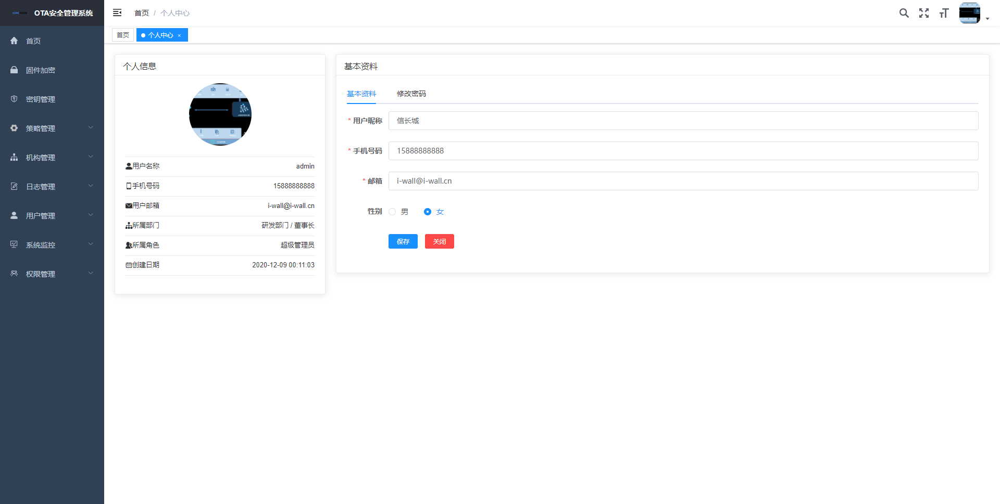 OTA安全管理系统
首页 / 个人中心
首页
个人中心 ×
首页
固件加密
密钥管理
策略管理
机构管理
日志管理
用户管理
系统监控
权限管理
个人信息
用户名称 admin
手机号码 15888888888
用户邮箱 i-wall@i-wall.cn
所属部门 研发部门 / 董事长
所属角色 超级管理员
创建日期 2020-12-09 00:11:03
基本资料
基本资料 修改密码
* 用户昵称 信长城
* 手机号码 15888888888
* 邮箱 i-wall@i-wall.cn
性别 男 女
保存 关闭